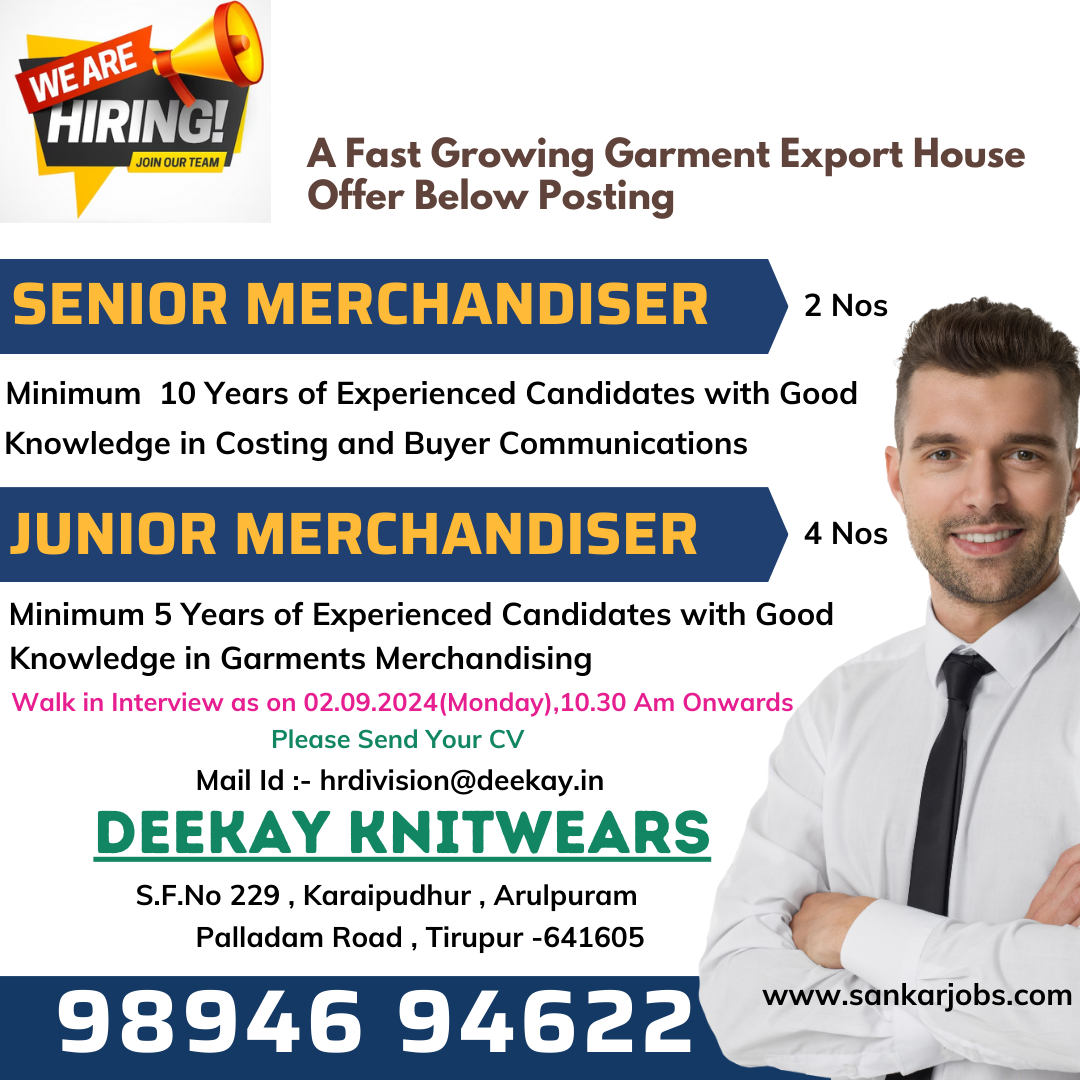 WE ARE
HIRING!
JOIN OUR TEAM
A Fast Growing Garment Export House
Offer Below Posting
SENIOR MERCHANDISER
2 Nos
Minimum 10 Years of Experienced Candidates with Good
Knowledge in Costing and Buyer Communications
JUNIOR MERCHANDISER
4 Nos
Minimum 5 Years of Experienced Candidates with Good
Knowledge in Garments Merchandising
Walk in Interview as on 02.09.2024(Monday),10.30 Am Onwards
Please Send Your CV
Mail Id :- hrdivision@deekay.in
DEEKAY KNITWEARS
S.F.No 229 , Karaipudhur , Arulpuram
Palladam Road , Tirupur -641605
98946 94622
www.sankarjobs.com